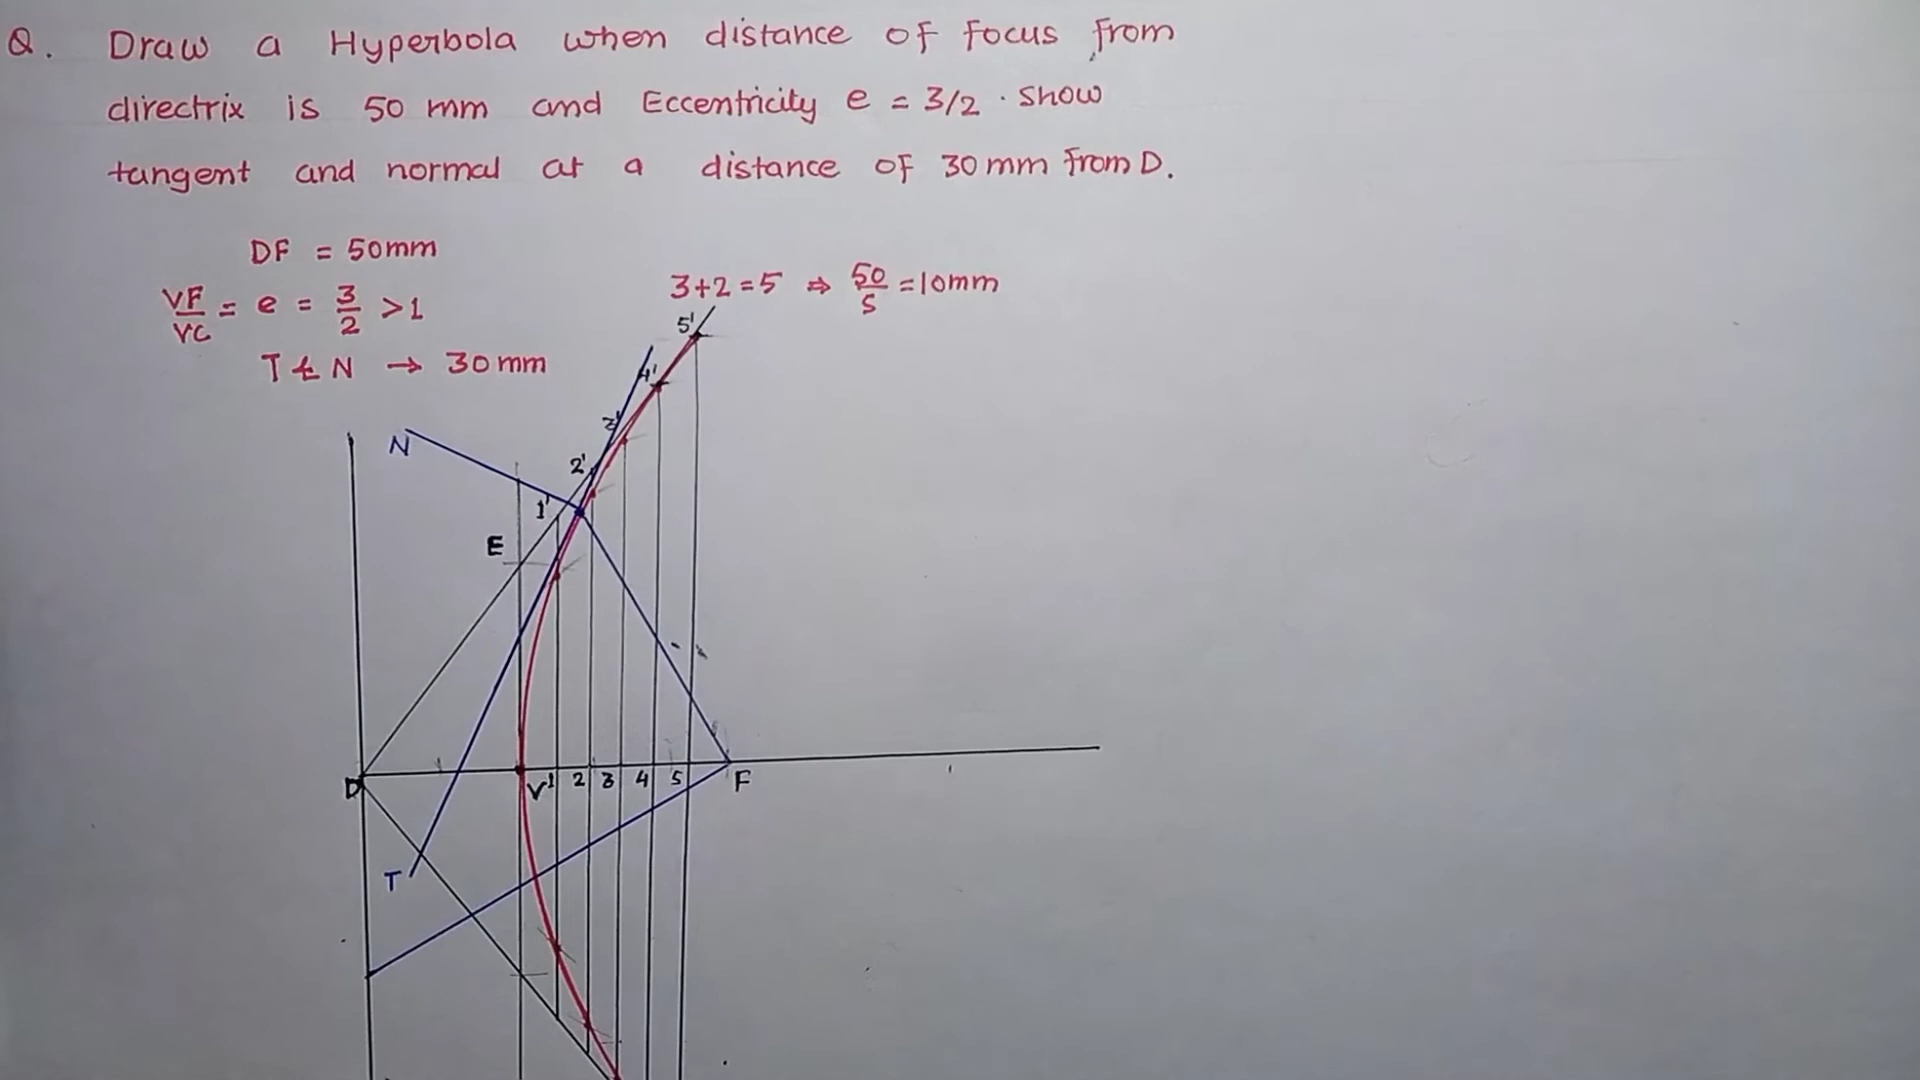 Q. Draw a Hyperbola when distance of focus from
directrix is 50 mm and Eccentricity e = 3/2 . Show
tangent and normal at a distance of 30 mm from D.
DF = 50mm
VF/VC = e = 3/2 > 1
3+2=5 ⇒ 50/5 = 10mm
T & N → 30 mm
5'
4'
3'
N
2'
1'
E
D V 1 2 3 4 5 F
T